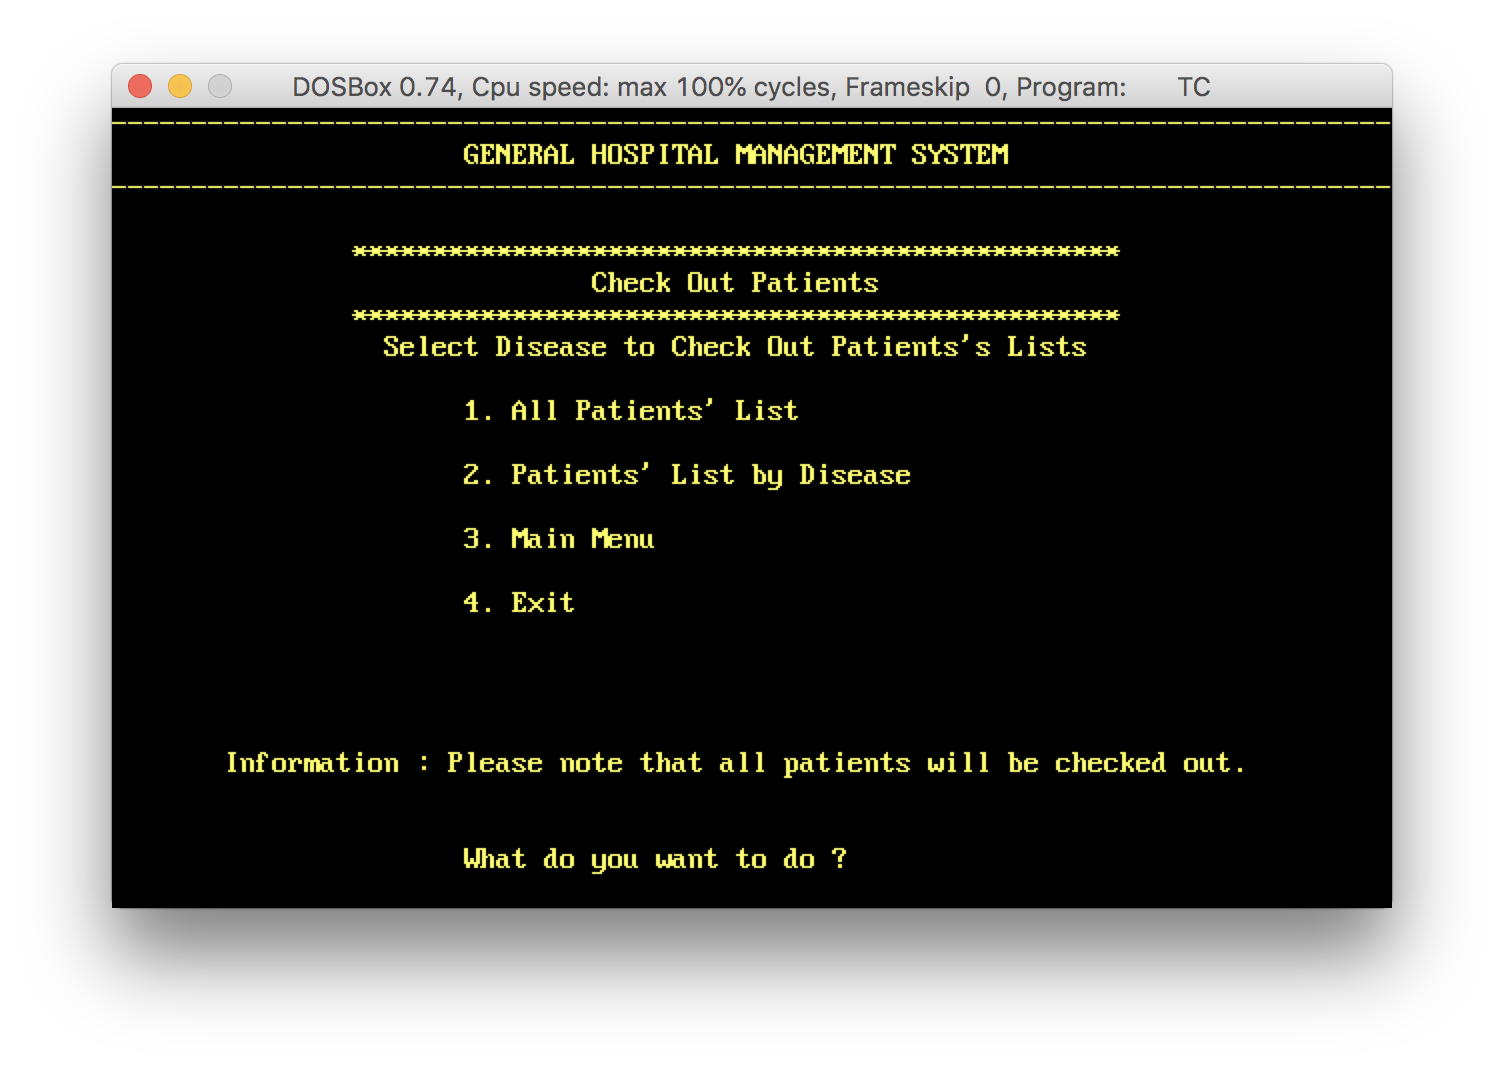 DOSBox 0.74, Cpu speed: max 100% cycles, Frameskip 0, Program: TC
--------------------------------------------------------------------------------
GENERAL HOSPITAL MANAGEMENT SYSTEM
--------------------------------------------------------------------------------
************************************************
Check Out Patients
************************************************
Select Disease to Check Out Patients's Lists
1. All Patients' List
2. Patients' List by Disease
3. Main Menu
4. Exit
Information : Please note that all patients will be checked out.
What do you want to do ?